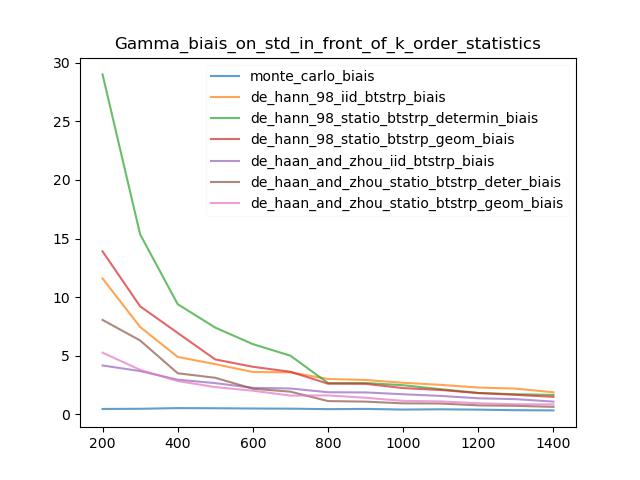 Gamma_biais_on_std_in_front_of_k_order_statistics
monte_carlo_biais
de_hann_98_iid_btstrp_biais
de_hann_98_statio_btstrp_determin_biais
de_hann_98_statio_btstrp_geom_biais
de_haan_and_zhou_iid_btstrp_biais
de_haan_and_zhou_statio_btstrp_deter_biais
de_haan_and_zhou_statio_btstrp_geom_biais
30
25
20
15
10
5
0
200 400 600 800 1000 1200 1400